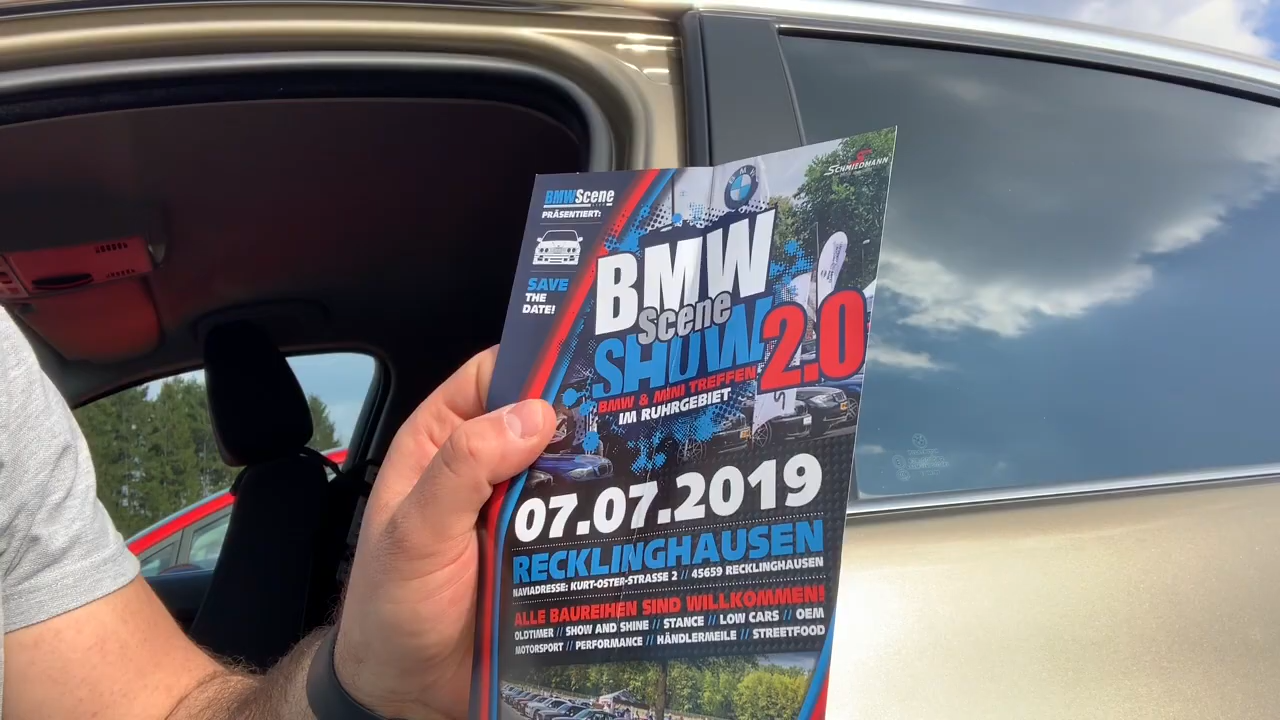 BMWScene
PRÄSENTIERT:
SAVE
THE
DATE!
BMW
SCHMIEDMANN
BMW
Scene
SHOW 2.0
BMW & MINI TREFFEN
IM RUHRGEBIET
07.07.2019
RECKLINGHAUSEN
NAVIADRESSE: KURT-OSTER-STRASSE 2 // 45659 RECKLINGHAUSEN
ALLE BAUREIHEN SIND WILLKOMMEN!
OLDTIMER // SHOW AND SHINE // STANCE // LOW CARS // OEM
MOTORSPORT // PERFORMANCE // HÄNDLERMEILE // STREETFOOD